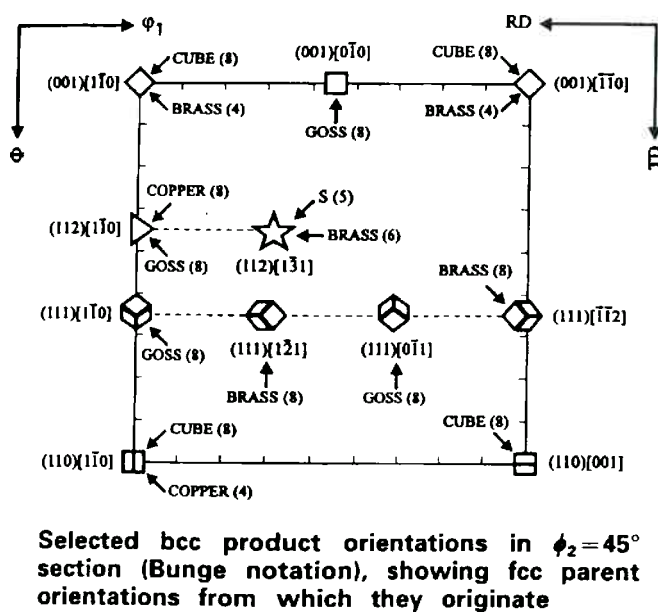 φ₁
RD
CUBE (8)
(001)[01̄0]
CUBE (8)
(001)[11̄0]
(001)[1̄1̄0]
BRASS (4)
BRASS (4)
GOSS (8)
Φ
TD
COPPER (8)
S (5)
(112)[11̄0]
BRASS (6)
GOSS (8)
(112)[13̄1]
BRASS (8)
(111)[11̄0]
(111)[1̄1̄2]
GOSS (8)
(111)[12̄1]
(111)[01̄1]
BRASS (8)
GOSS (8)
CUBE (8)
CUBE (8)
(110)[11̄0]
(110)[001]
COPPER (4)
Selected bcc product orientations in ϕ₂=45°
section (Bunge notation), showing fcc parent
orientations from which they originate